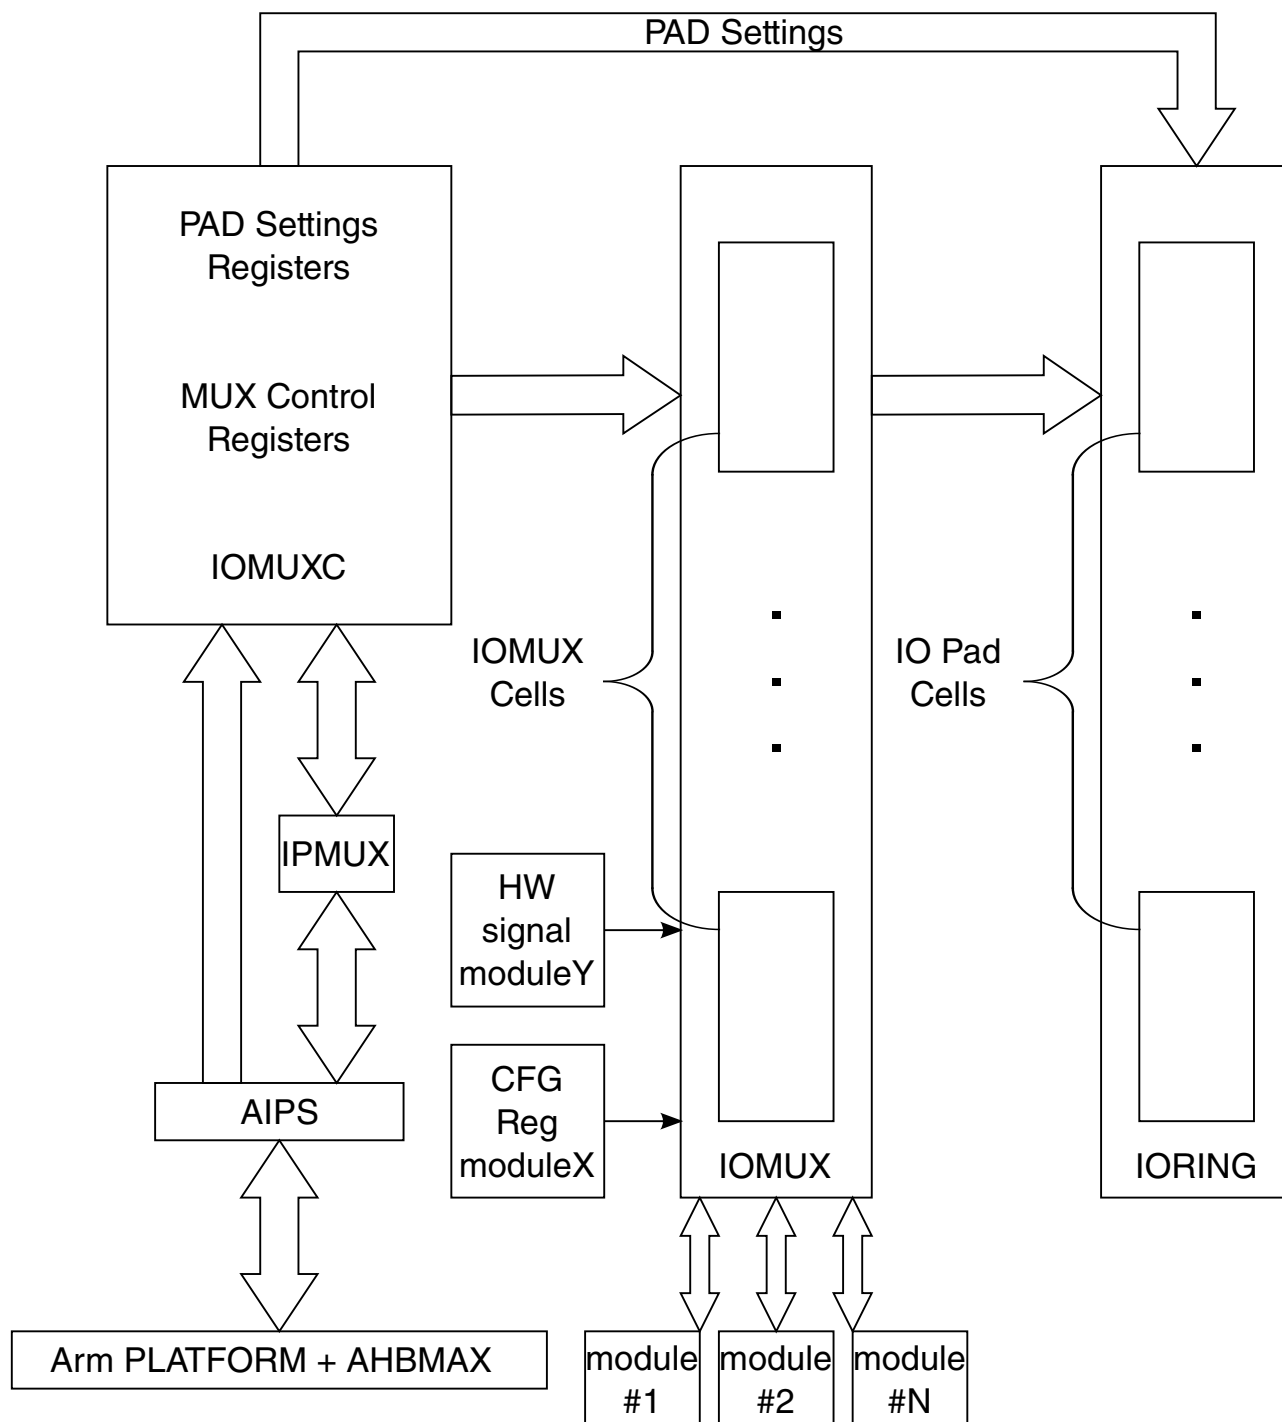 PAD Settings
PAD Settings
Registers
MUX Control
Registers
IOMUXC
IOMUX
Cells
IO Pad
Cells
IPMUX
HW
signal
moduleY
CFG
Reg
moduleX
AIPS
IOMUX
IORING
Arm PLATFORM + AHBMAX
module
#1
module
#2
module
#N